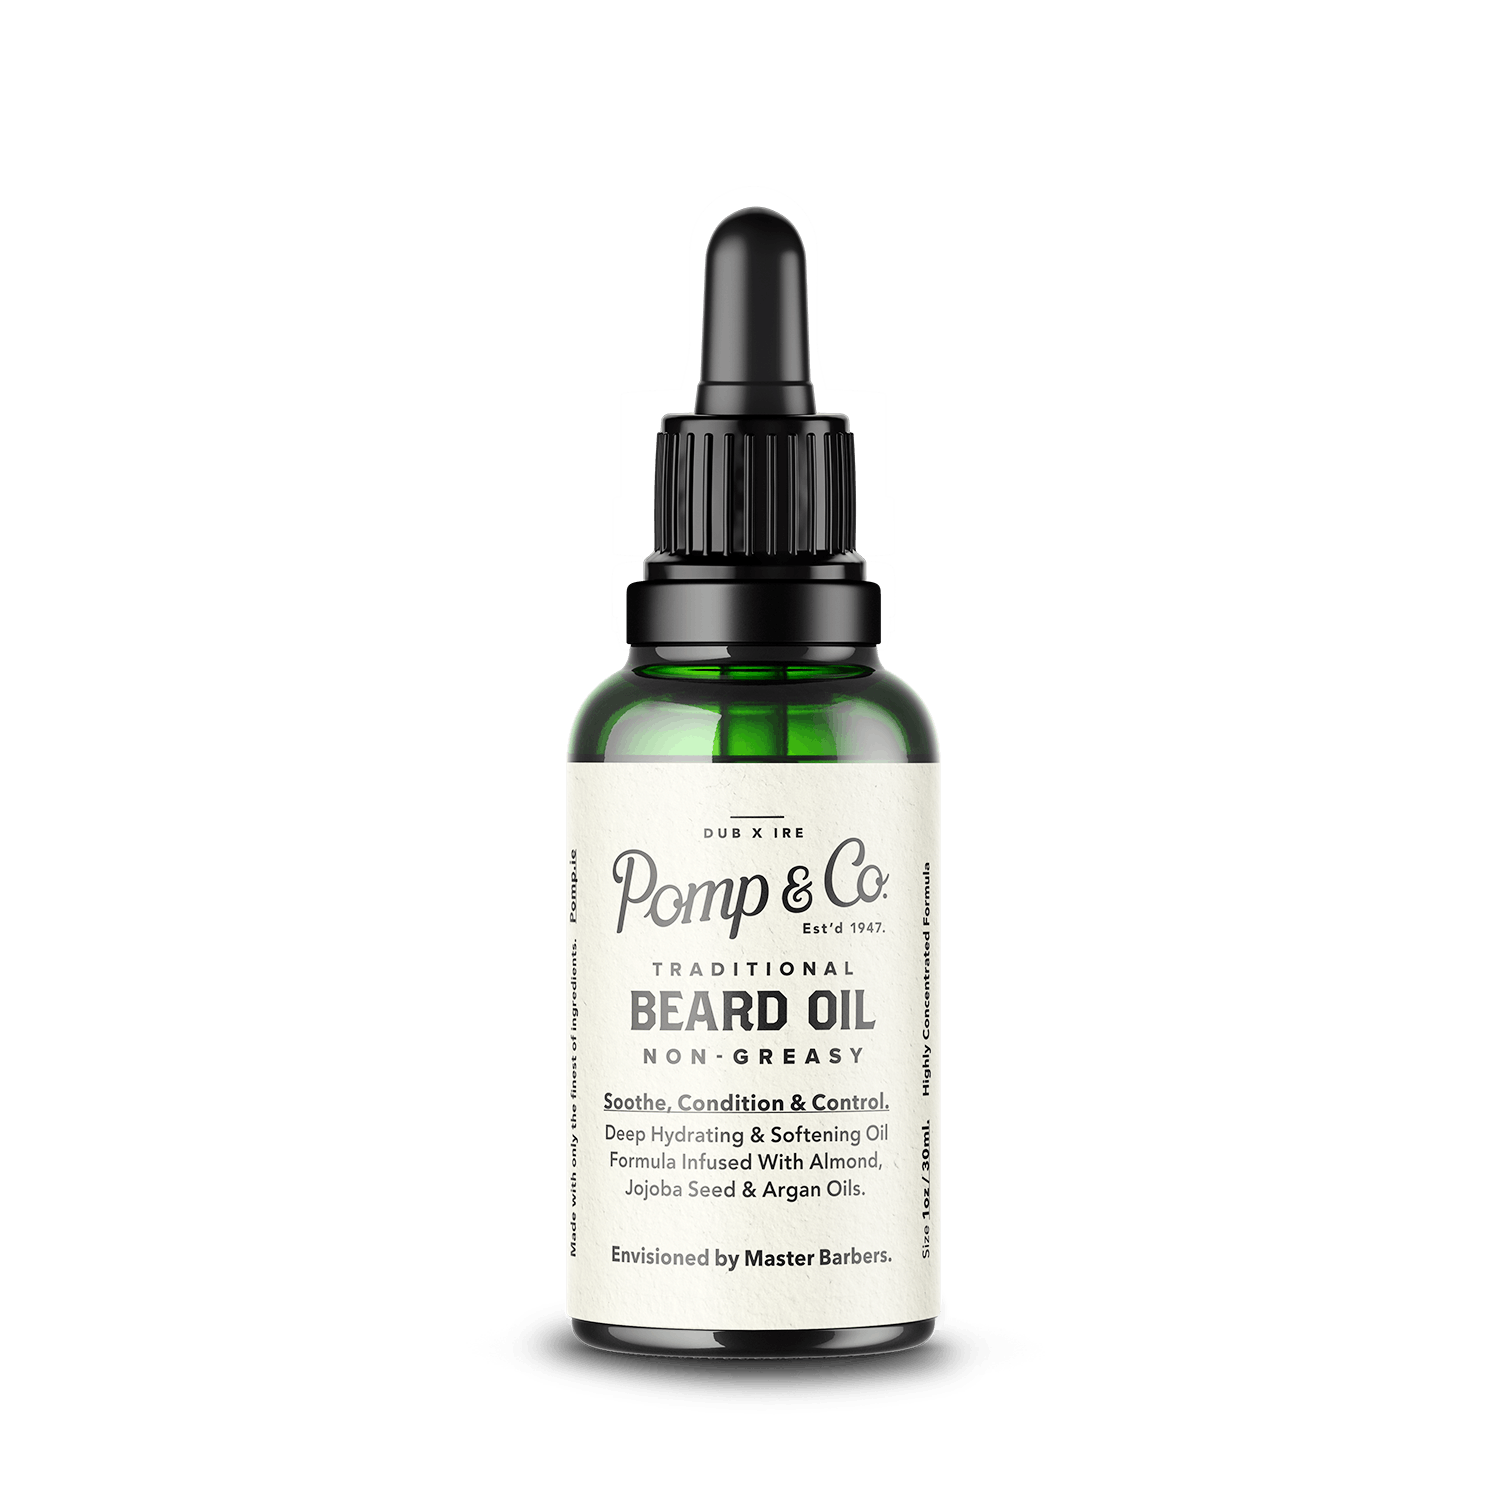 DUB X IRE
Pomp & Co.
Est'd 1947.
TRADITIONAL
BEARD OIL
NON-GREASY
Soothe, Condition & Control.
Deep Hydrating & Softening Oil
Formula Infused With Almond,
Jojoba Seed & Argan Oils.
Envisioned by Master Barbers.
Made with only the finest of ingredients. Pomp.ie
Size 1oz / 30ml. Highly Concentrated Formula